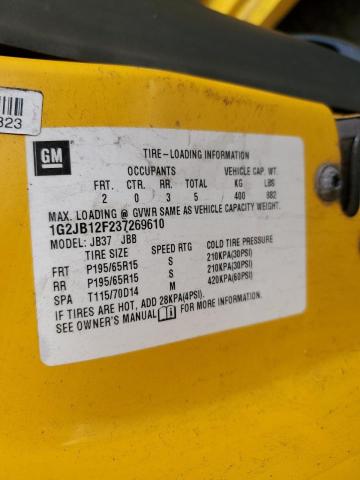 823
GM
TIRE-LOADING INFORMATION
OCCUPANTS VEHICLE CAP. WT.
FRT. CTR. RR. TOTAL KG LBS
2 0 3 5 400 882
MAX. LOADING @ GVWR SAME AS VEHICLE CAPACITY WEIGHT.
1G2JB12F237269610
MODEL: JB37 JBB
TIRE SIZE SPEED RTG COLD TIRE PRESSURE
FRT P195/65R15 S 210KPA(30PSI)
RR P195/65R15 S 210KPA(30PSI)
SPA T115/70D14 M 420KPA(60PSI)
IF TIRES ARE HOT, ADD 28KPA(4PSI).
SEE OWNER'S MANUAL FOR MORE INFORMATION.